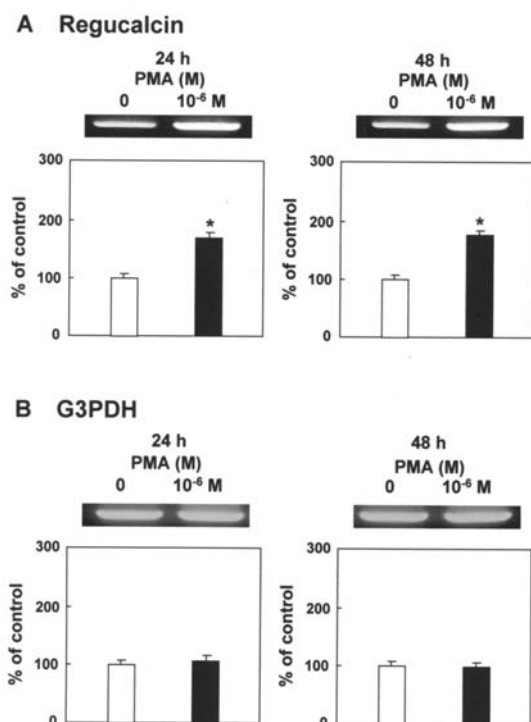 A Regucalcin
24 h
PMA (M)
0 10⁻⁶ M
300
200
100
0
% of control
*
48 h
PMA (M)
0 10⁻⁶ M
300
200
100
0
% of control
*
B G3PDH
24 h
PMA (M)
0 10⁻⁶ M
300
200
100
0
% of control
48 h
PMA (M)
0 10⁻⁶ M
300
200
100
0
% of control